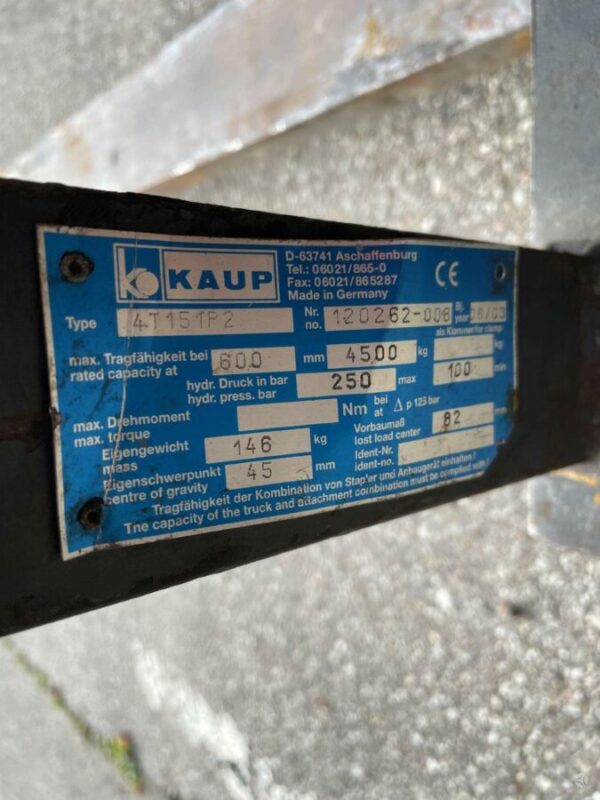 KAUP
D-63741 Aschaffenburg
Tel.: 06021/865-0
Fax: 06021/865287
Made in Germany
CE
Type 4T151P2 Nr. no. 120262-006 Bj. year
als Klammer/for clamp
max. Tragfähigkeit bei rated capacity at 600 mm 4500 kg kg
hydr. Druck in bar
hydr. press. bar 250 max 100 min
max. Drehmoment
max. torque Nm bei at Δ p 125 bar
Eigengewicht
mass 146 kg Vorbaumaß
lost load center 82 mm
Eigenschwerpunkt
centre of gravity 45 mm Ident-Nr.
ident-no.
Tragfähigkeit der Kombination von Stapler und Anbaugerät einhalten!
The capacity of the truck and attachment combination must be complied with!